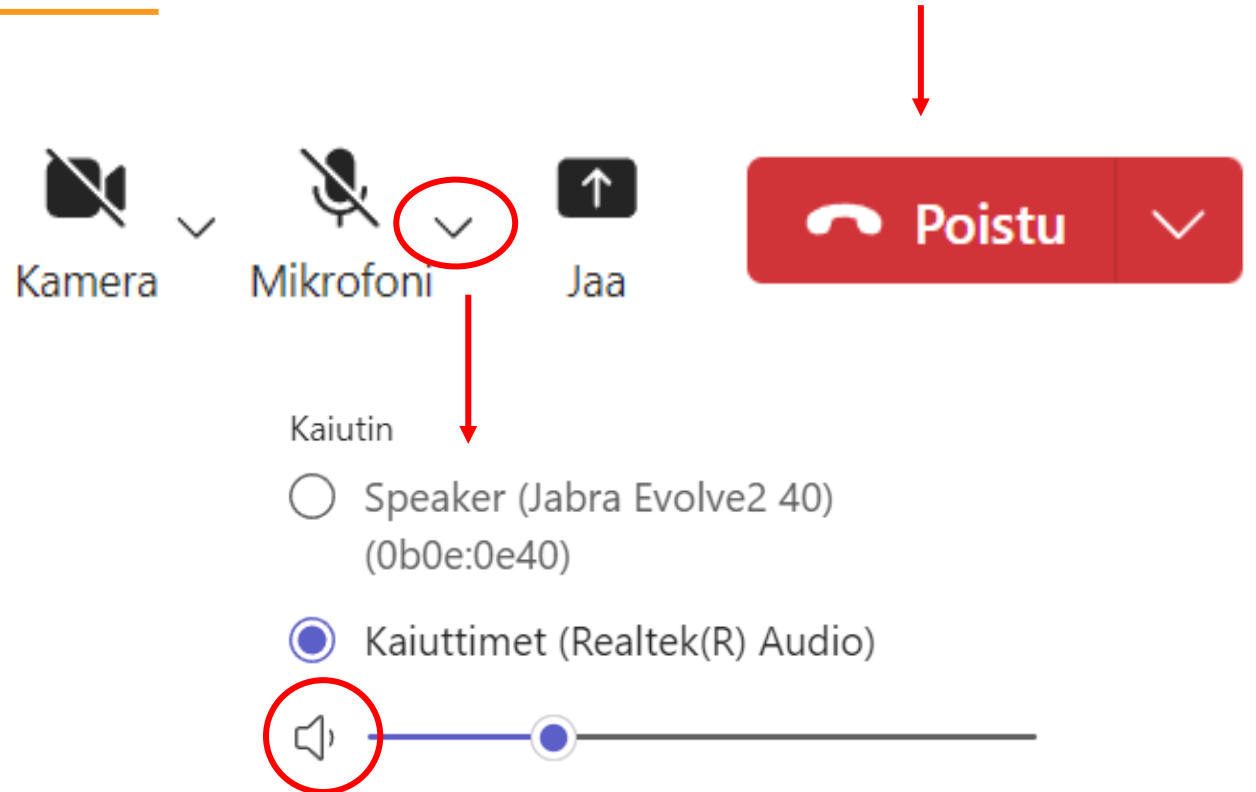 Kamera
Mikrofoni
Jaa
Poistu
Kaiutin
Speaker (Jabra Evolve2 40)
(0b0e:0e40)
Kaiuttimet (Realtek(R) Audio)